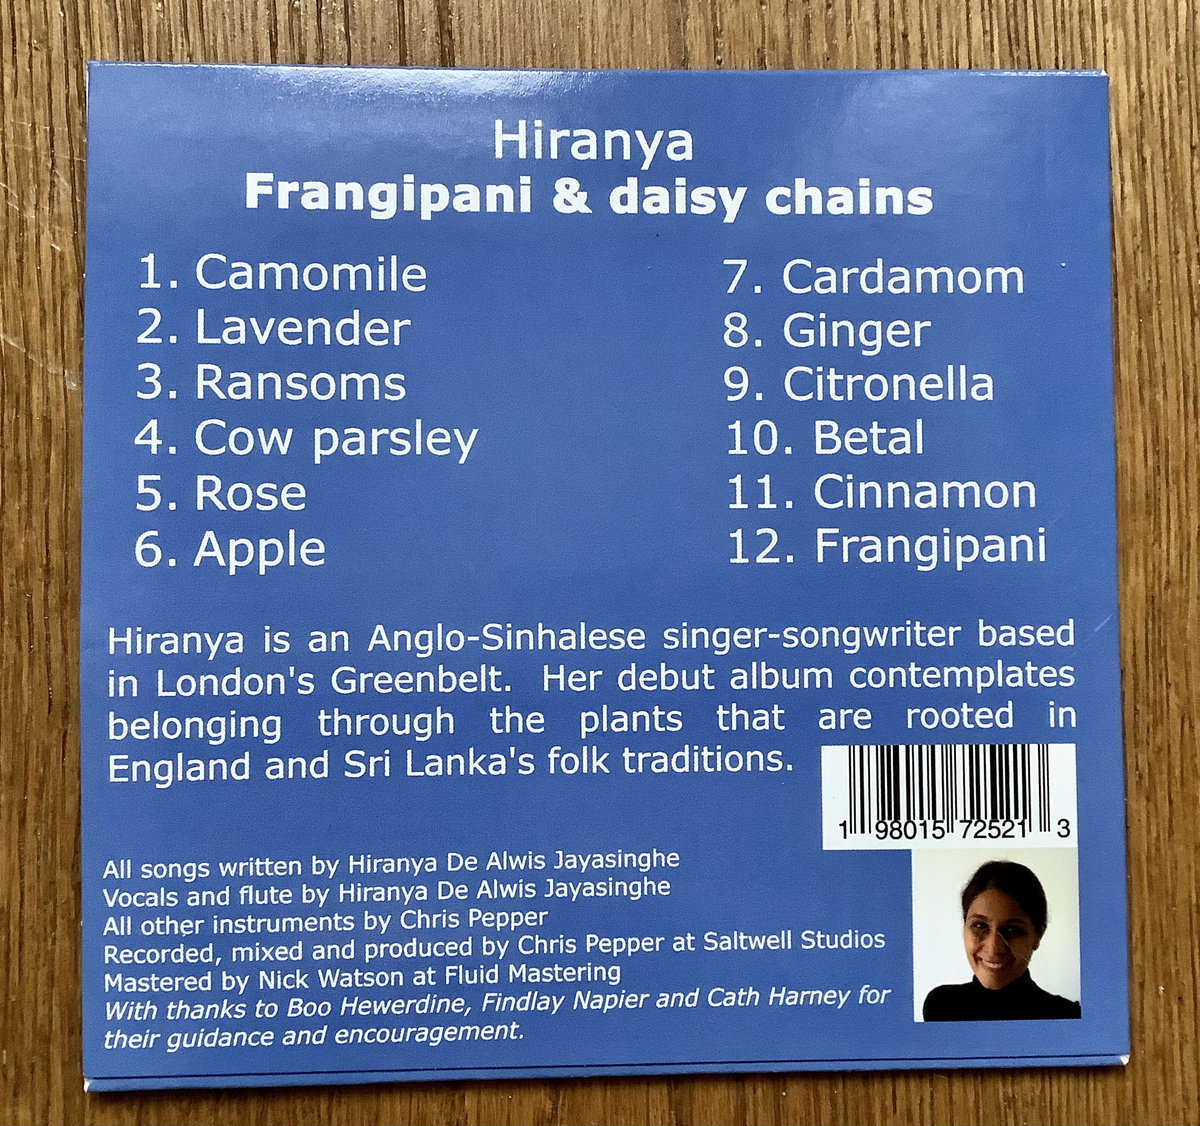 Hiranya
Frangipani & daisy chains
1. Camomile
2. Lavender
3. Ransoms
4. Cow parsley
5. Rose
6. Apple
7. Cardamom
8. Ginger
9. Citronella
10. Betal
11. Cinnamon
12. Frangipani
Hiranya is an Anglo-Sinhalese singer-songwriter based
in London's Greenbelt. Her debut album contemplates
belonging through the plants that are rooted in
England and Sri Lanka's folk traditions.
1 98015 72521 3
All songs written by Hiranya De Alwis Jayasinghe
Vocals and flute by Hiranya De Alwis Jayasinghe
All other instruments by Chris Pepper
Recorded, mixed and produced by Chris Pepper at Saltwell Studios
Mastered by Nick Watson at Fluid Mastering
With thanks to Boo Hewerdine, Findlay Napier and Cath Harney for
their guidance and encouragement.